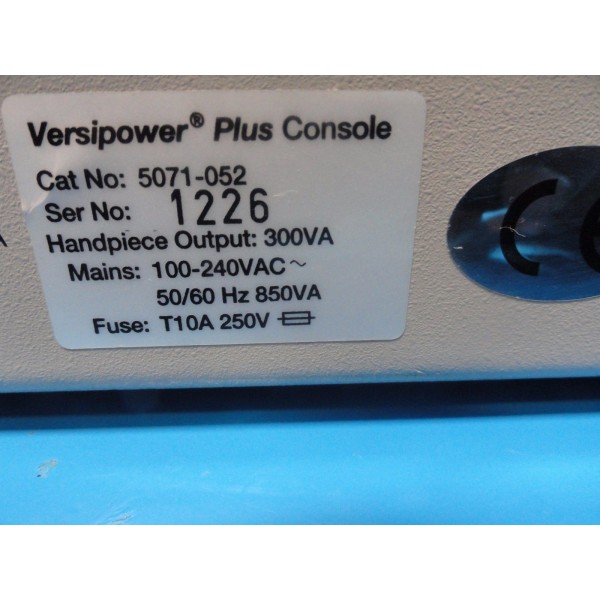 Versipower® Plus Console
Cat No: 5071-052
Ser No: 1226
Handpiece Output: 300VA
Mains: 100-240VAC~
50/60 Hz 850VA
Fuse: T10A 250V
A
CE